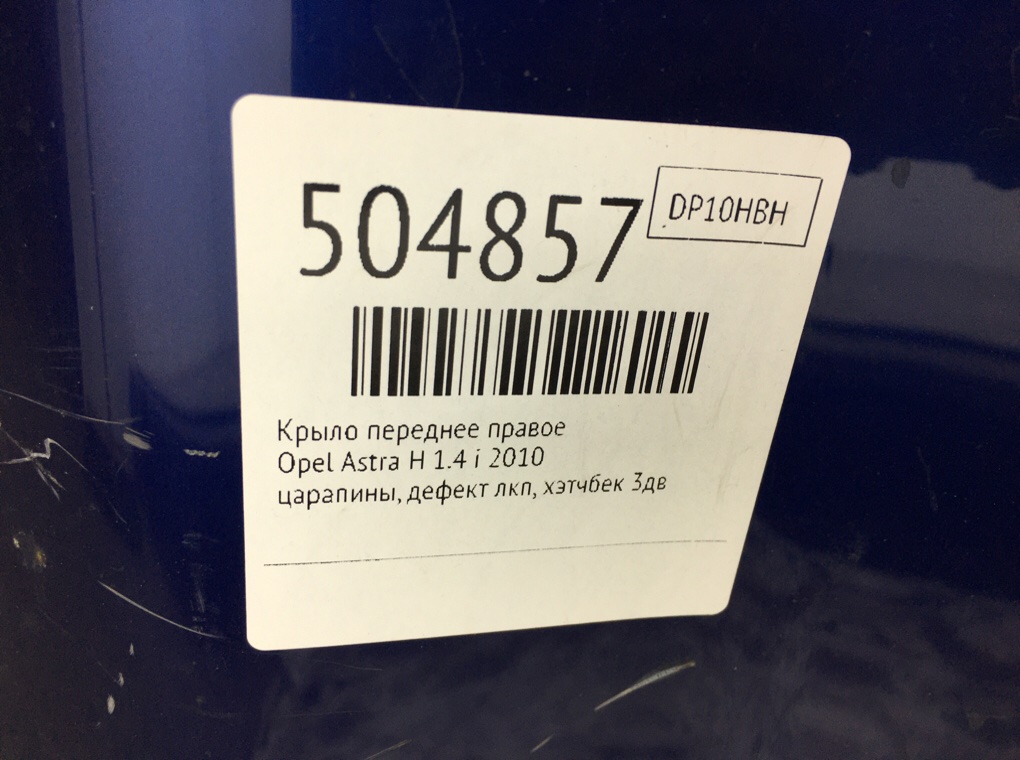 504857
DP10HBH
Крыло переднее правое
Opel Astra H 1.4 i 2010
царапины, дефект лкп, хэтчбек 3дв